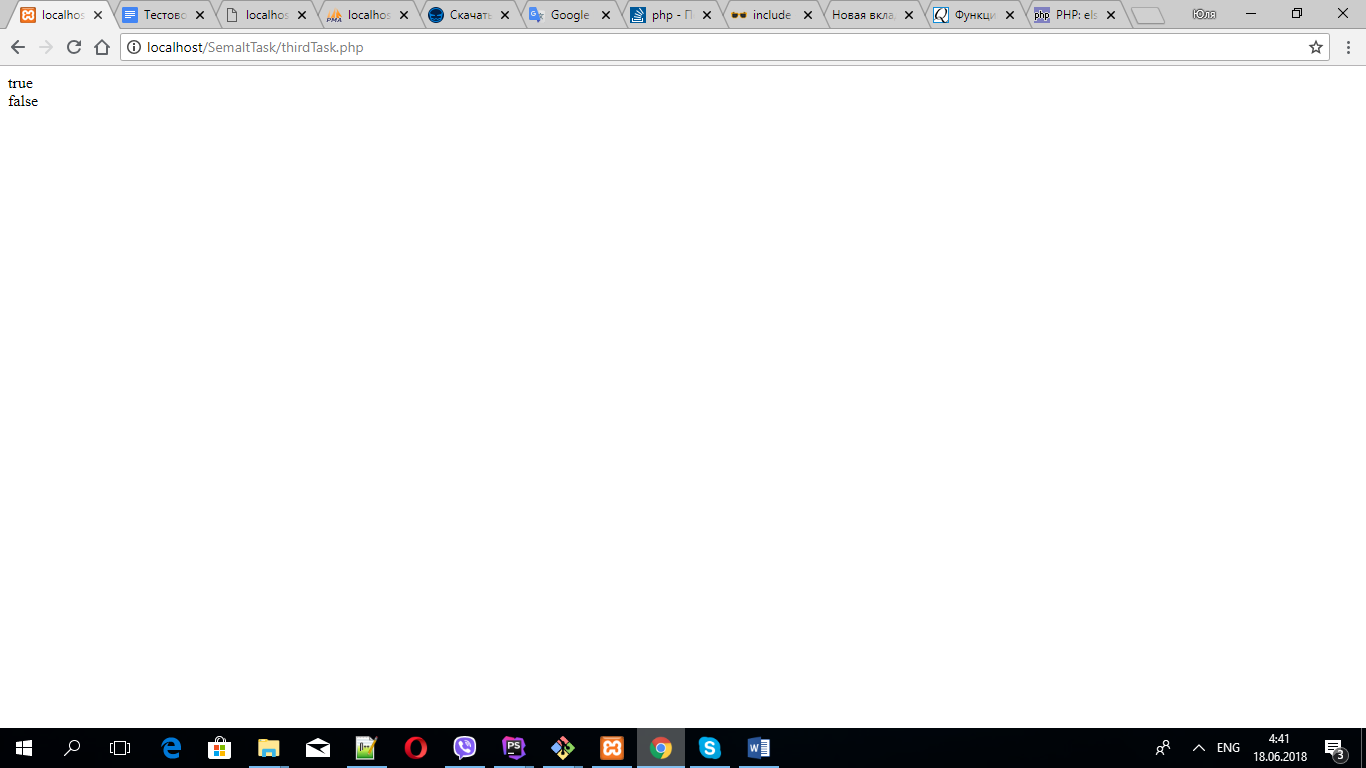 localhos
Тестово
localhos
localhos
Скачать
Google
php - П
include
Новая вкла
Функци
PHP: els
Юля
localhost/SemaltTask/thirdTask.php
true
false
ENG
4:41
18.06.2018
3